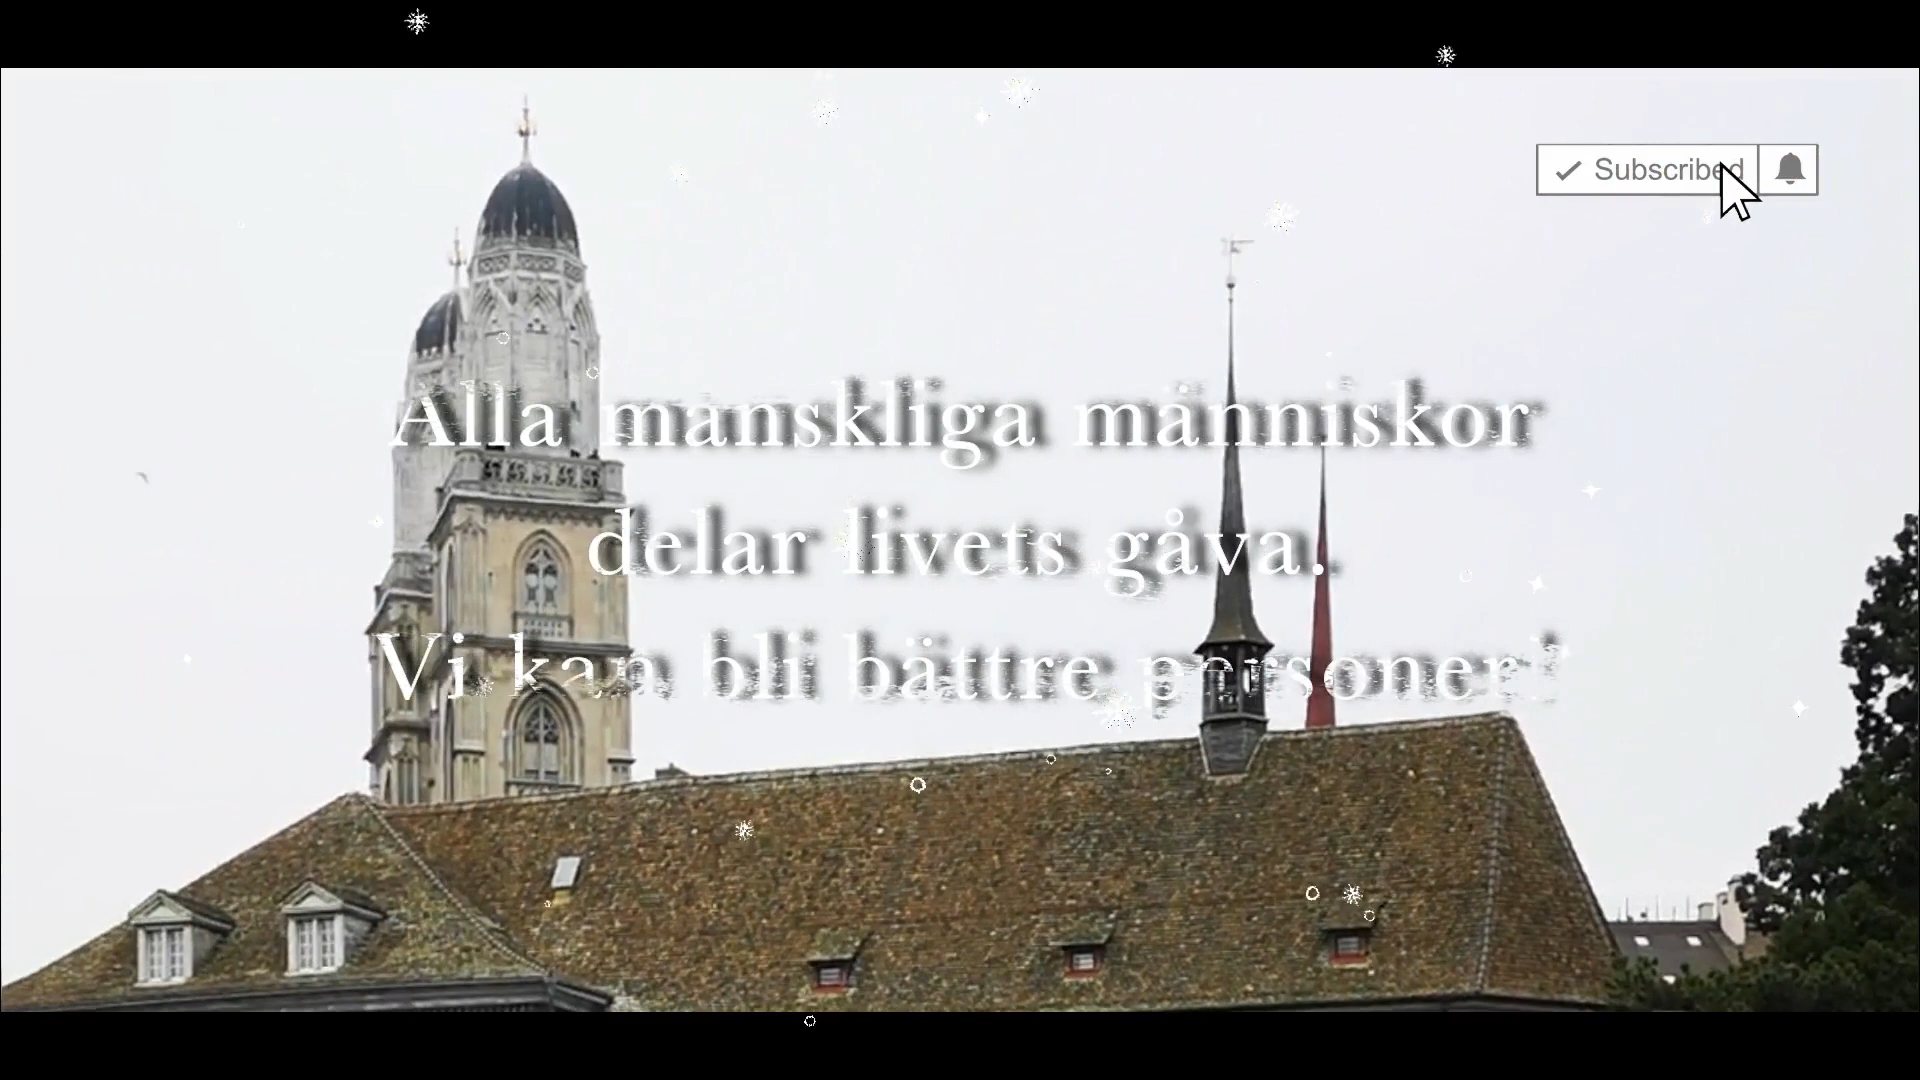 Subscribed
Alla mänskliga människor
delar livets gåva.
Vi kan bli bättre personer!